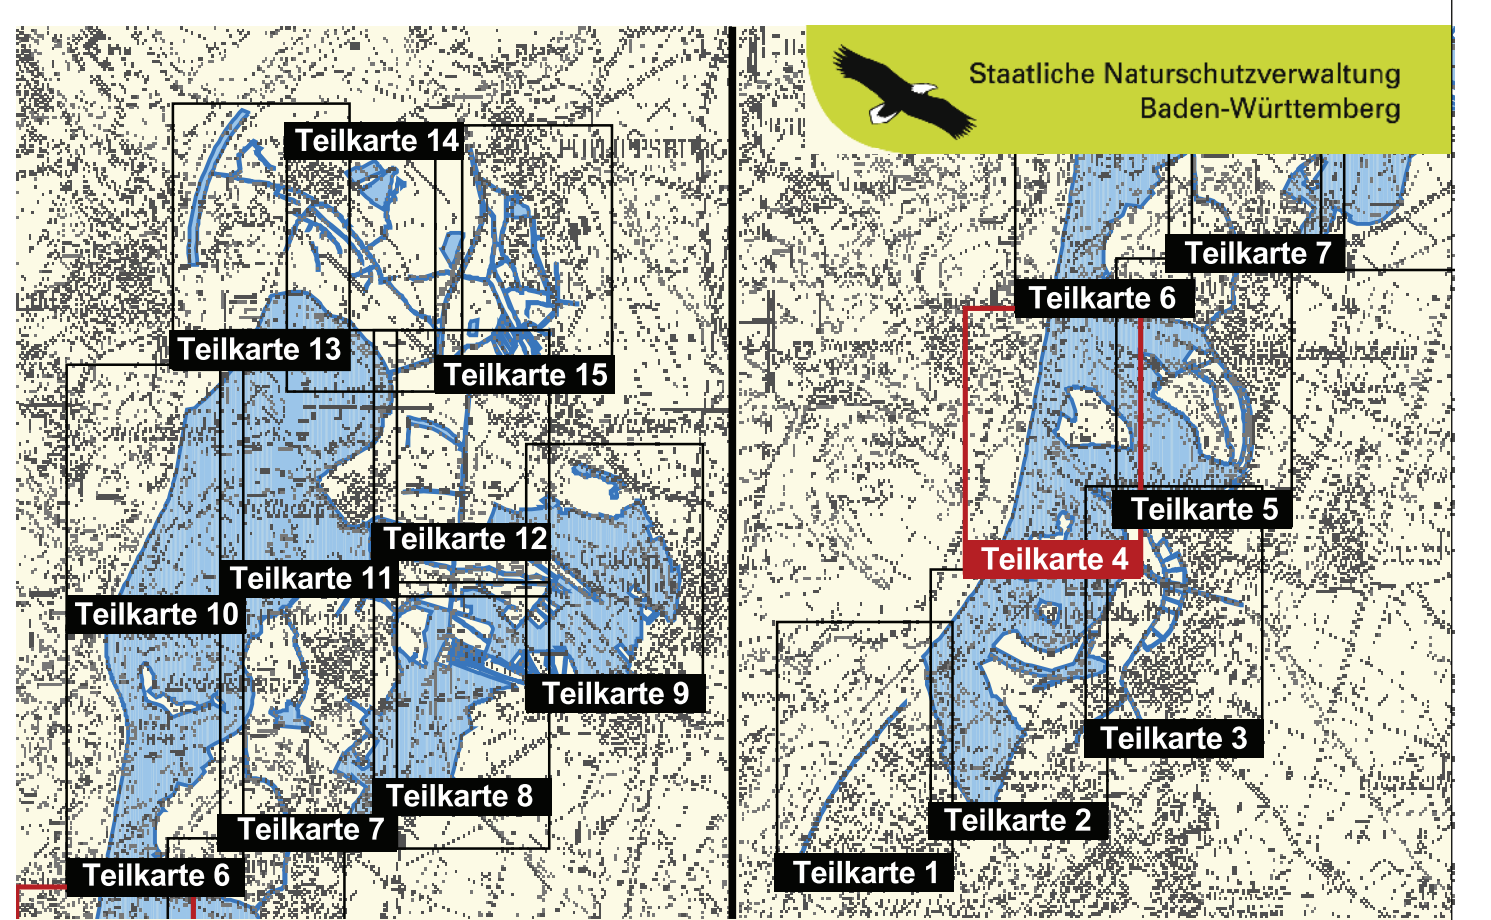 Staatliche Naturschutzverwaltung
Baden-Württemberg
Teilkarte 14
Teilkarte 13
Teilkarte 15
Teilkarte 12
Teilkarte 11
Teilkarte 10
Teilkarte 9
Teilkarte 8
Teilkarte 7
Teilkarte 6
Teilkarte 7
Teilkarte 6
Teilkarte 5
Teilkarte 4
Teilkarte 3
Teilkarte 2
Teilkarte 1